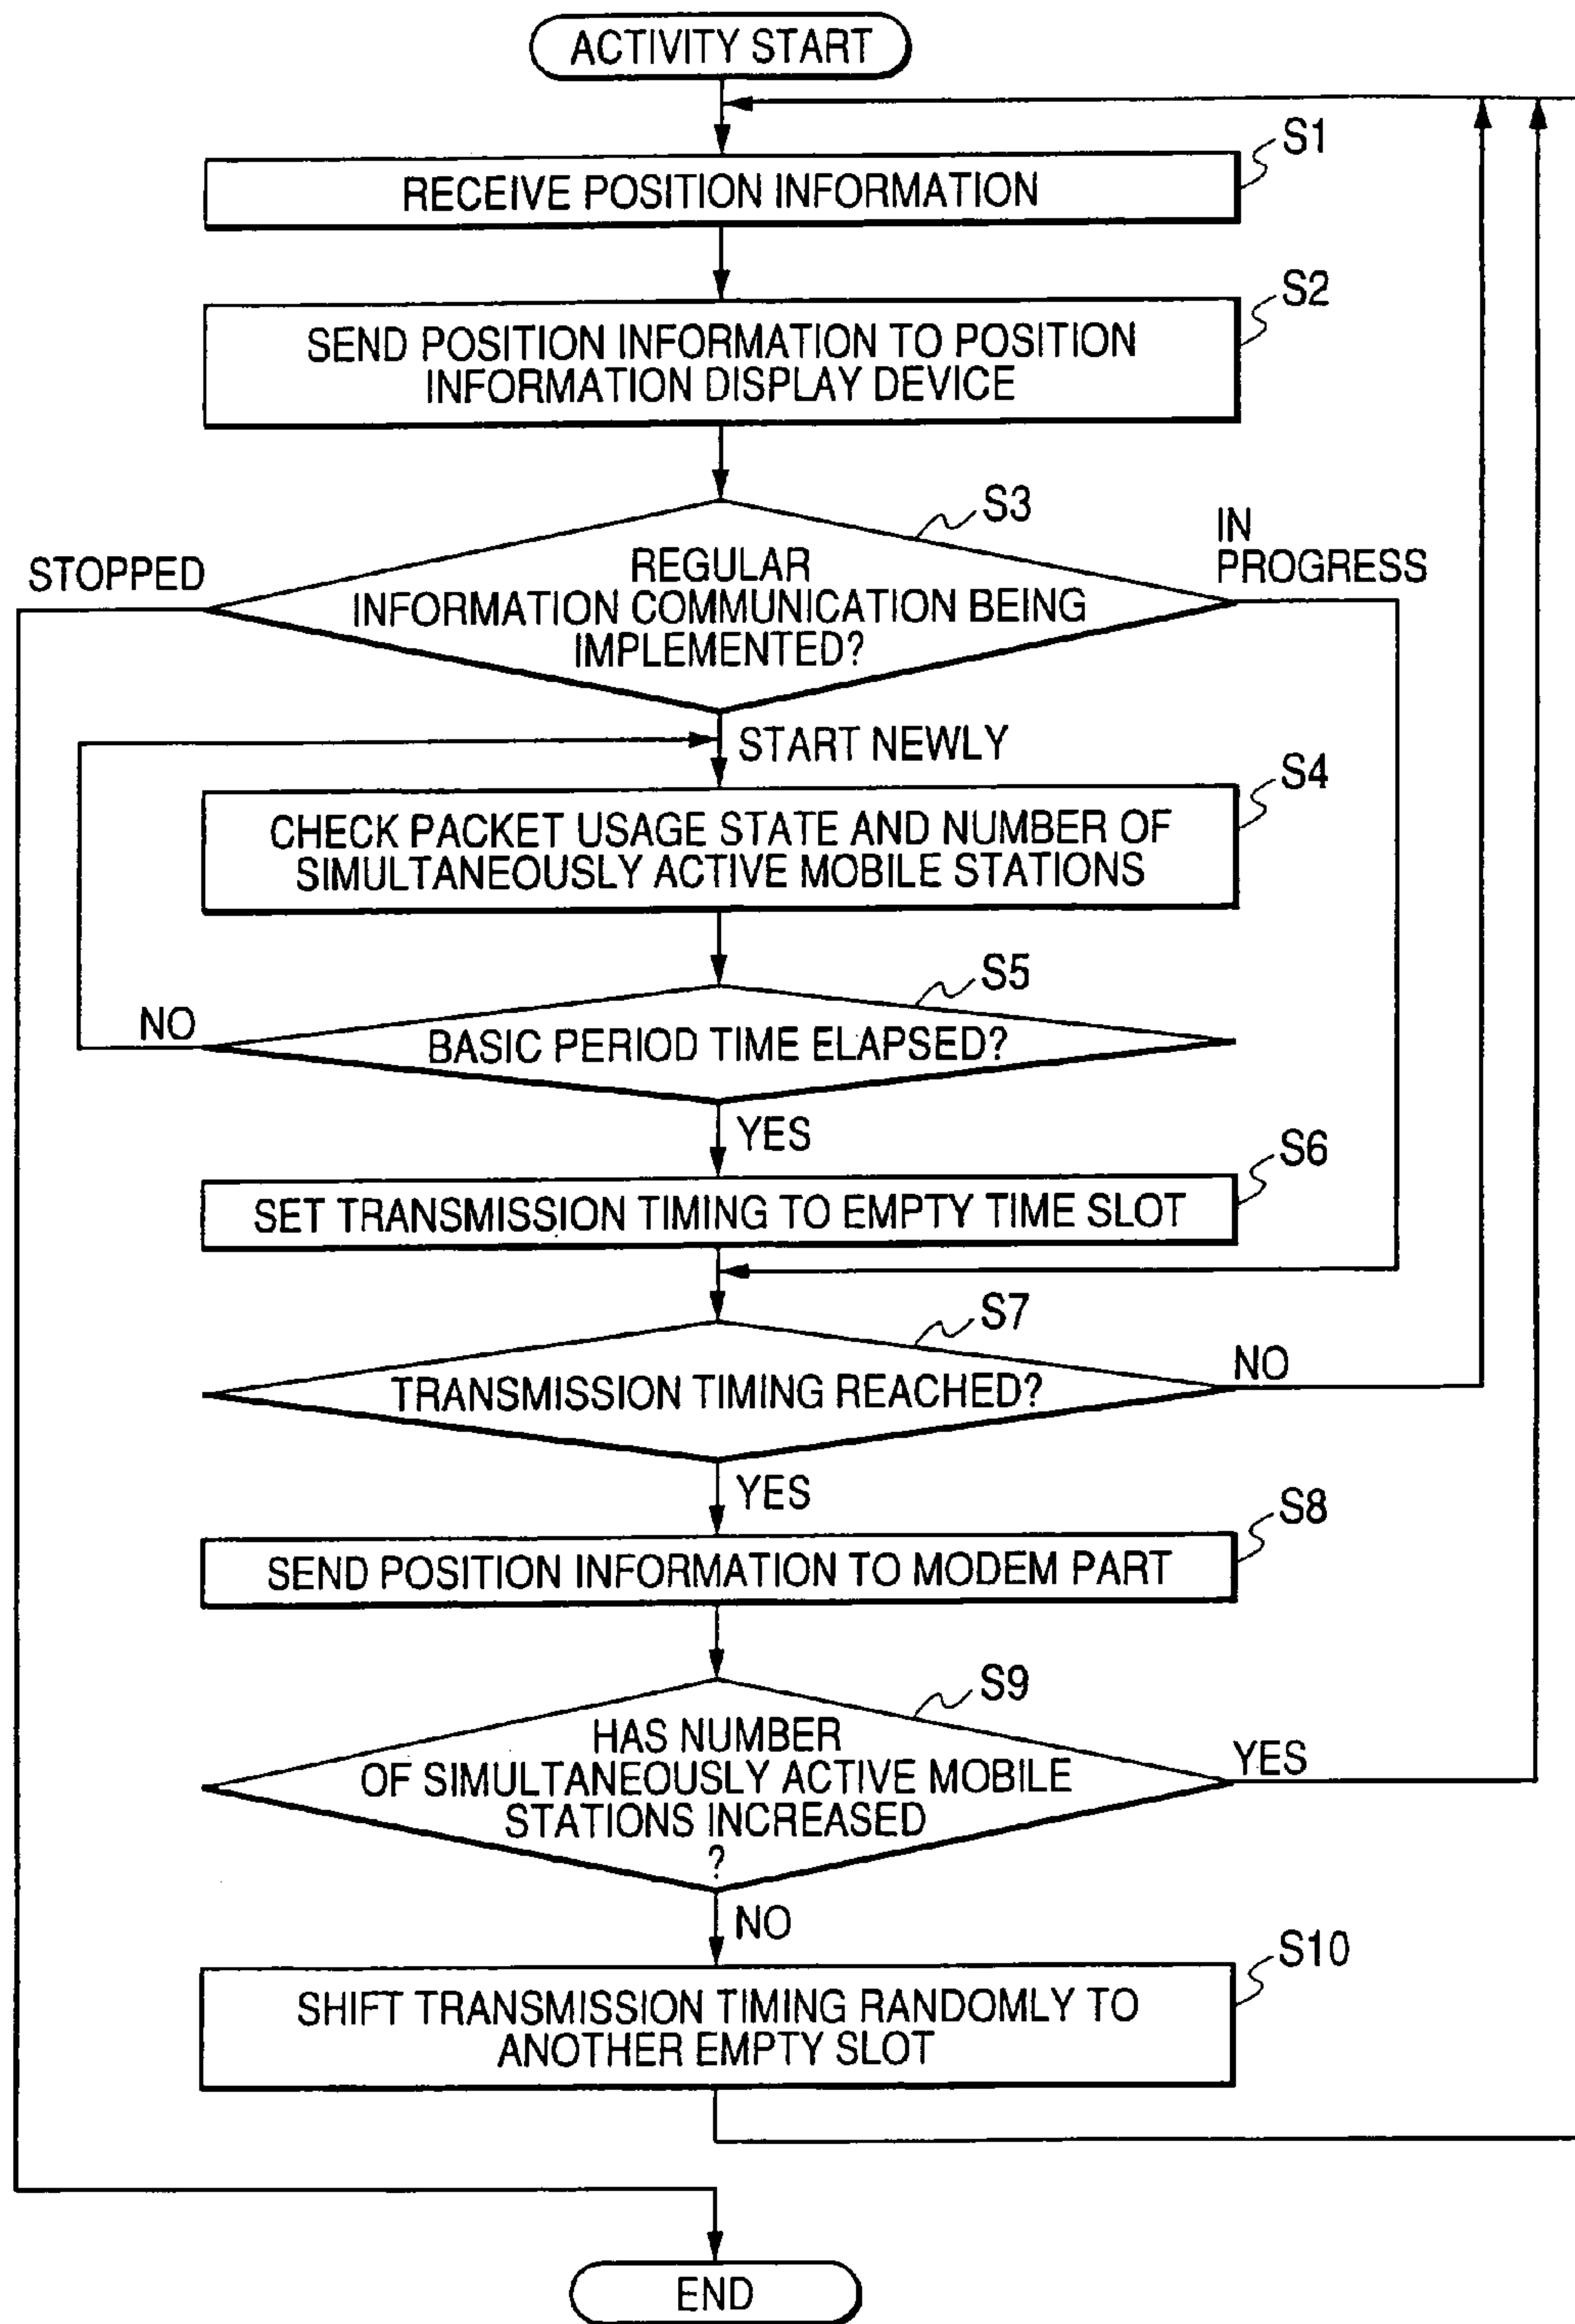 ACTIVITY START
S1
RECEIVE POSITION INFORMATION
S2
SEND POSITION INFORMATION TO POSITION
INFORMATION DISPLAY DEVICE
S3
STOPPED
IN
PROGRESS
REGULAR
INFORMATION COMMUNICATION BEING
IMPLEMENTED?
START NEWLY
S4
CHECK PACKET USAGE STATE AND NUMBER OF
SIMULTANEOUSLY ACTIVE MOBILE STATIONS
S5
NO
BASIC PERIOD TIME ELAPSED?
YES
S6
SET TRANSMISSION TIMING TO EMPTY TIME SLOT
S7
TRANSMISSION TIMING REACHED?
NO
YES
S8
SEND POSITION INFORMATION TO MODEM PART
S9
HAS NUMBER
OF SIMULTANEOUSLY ACTIVE MOBILE
STATIONS INCREASED
?
YES
NO
S10
SHIFT TRANSMISSION TIMING RANDOMLY TO
ANOTHER EMPTY SLOT
END